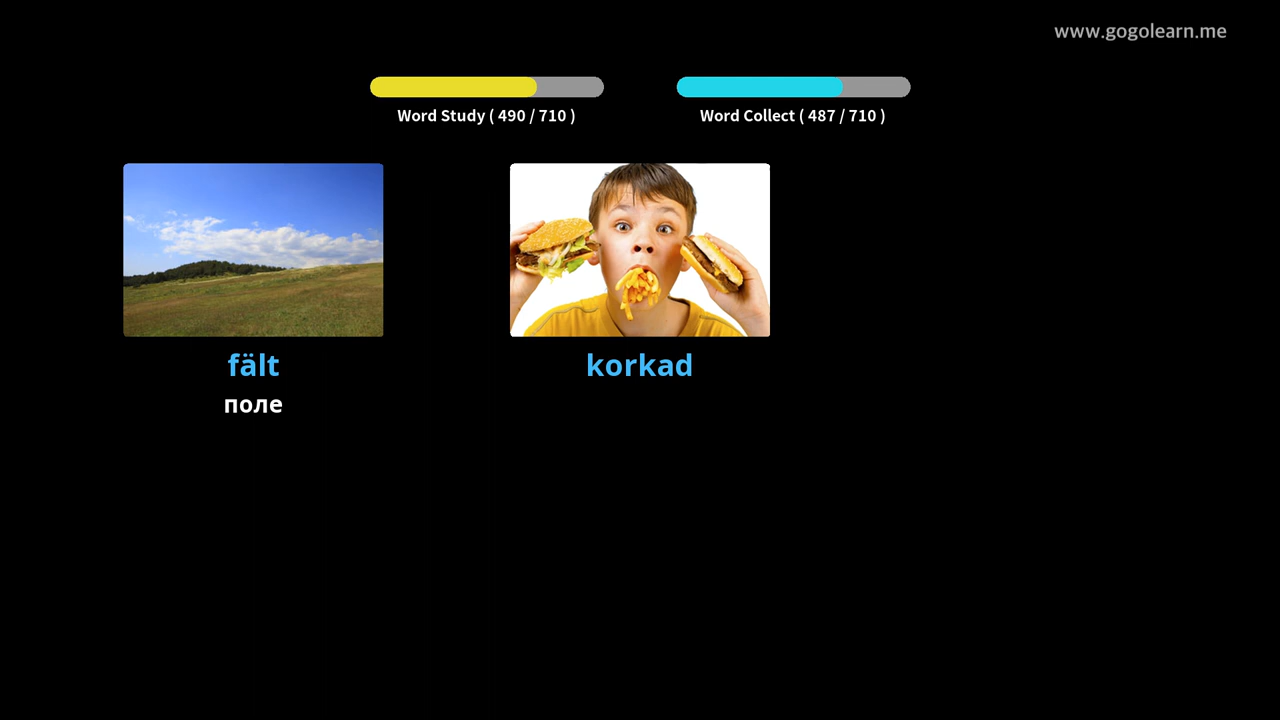 www.gogolearn.me
Word Study ( 490 / 710 )
Word Collect ( 487 / 710 )
fält
korkad
поле